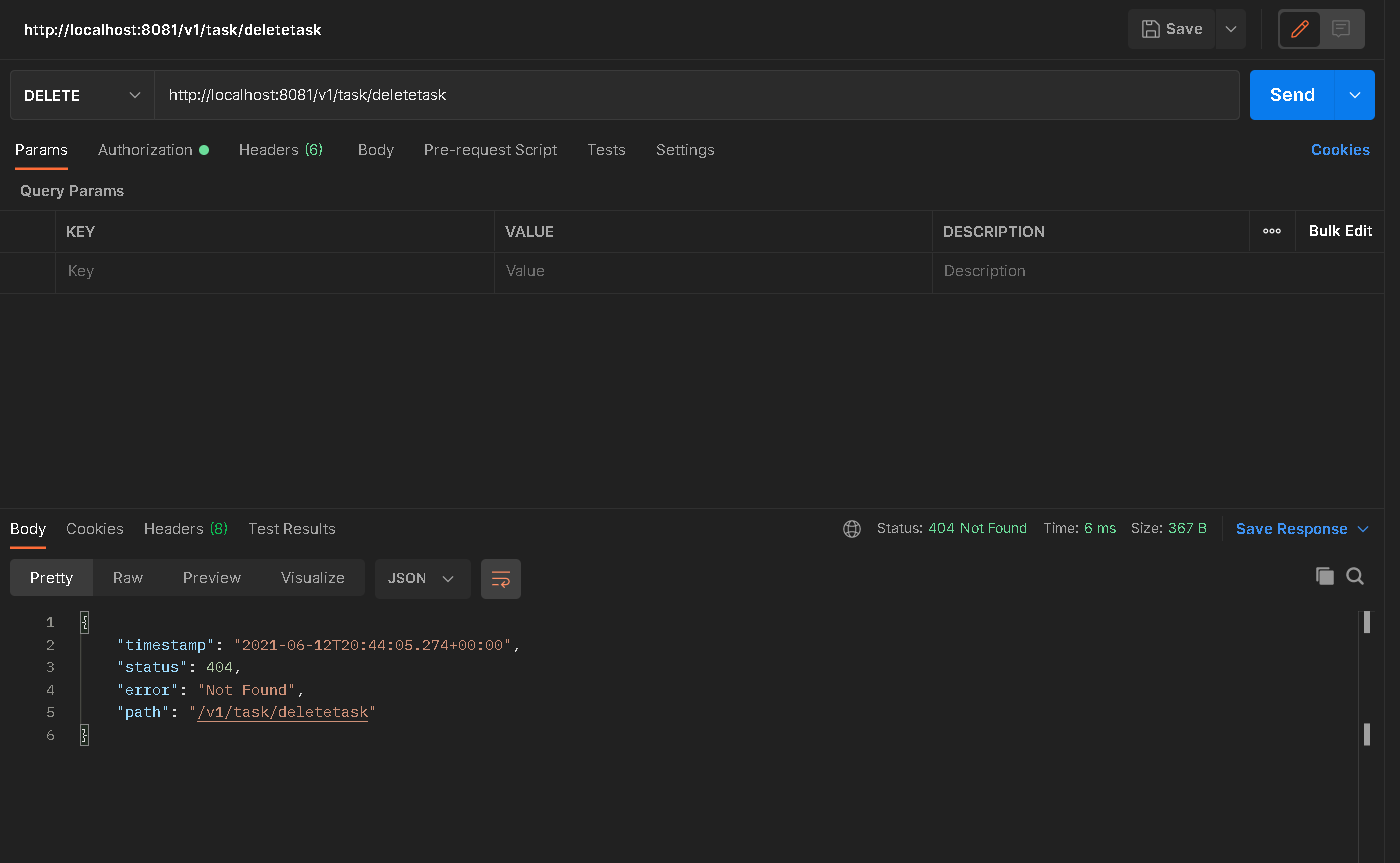 http://localhost:8081/v1/task/deletetask
Save
DELETE http://localhost:8081/v1/task/deletetask Send
Params Authorization Headers (6) Body Pre-request Script Tests Settings Cookies
Query Params
KEY VALUE DESCRIPTION ooo Bulk Edit
Key Value Description
Body Cookies Headers (8) Test Results Status: 404 Not Found Time: 6 ms Size: 367 B Save Response
Pretty Raw Preview Visualize JSON
1 {
2 "timestamp": "2021-06-12T20:44:05.274+00:00",
3 "status": 404,
4 "error": "Not Found",
5 "path": "/v1/task/deletetask"
6 }